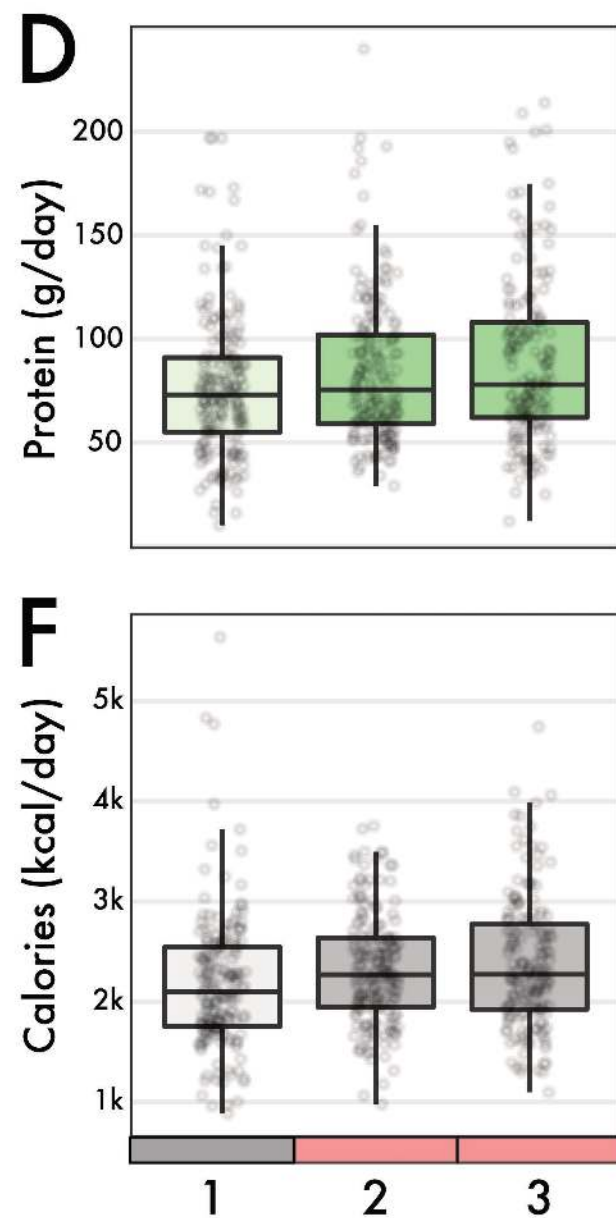 D
Protein (g/day)
200
150
100
50
F
Calories (kcal/day)
5k
4k
3k
2k
1k
1 2 3